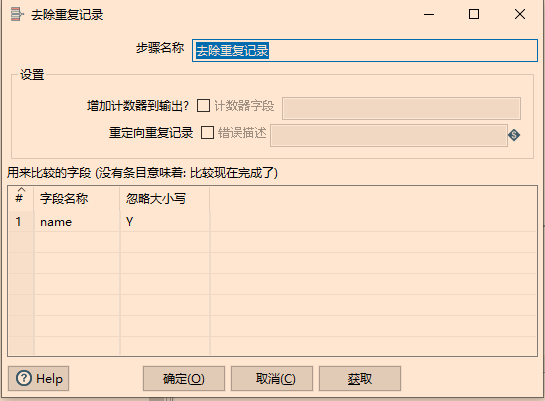 去除重复记录
步骤名称 去除重复记录
设置
增加计数器到输出? 计数器字段
重定向重复记录 错误描述
用来比较的字段 (没有条目意味着: 比较现在完成了)
# 字段名称 忽略大小写
1 name Y
Help 确定(O) 取消(C) 获取